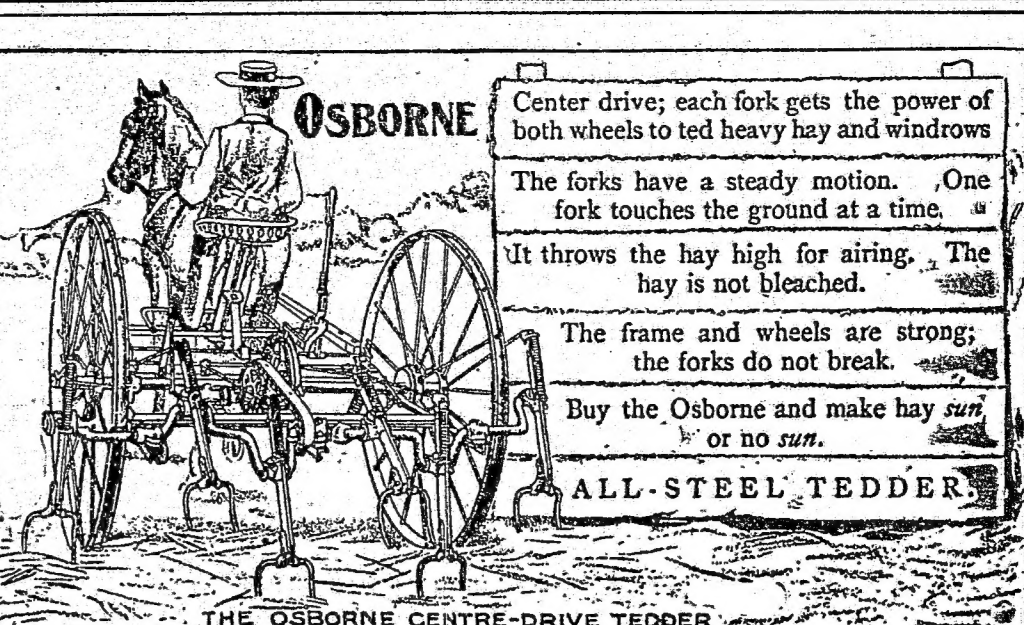 OSBORNE
Center drive; each fork gets the power of
both wheels to ted heavy hay and windrows
The forks have a steady motion. One
fork touches the ground at a time.
It throws the hay high for airing. The
hay is not bleached.
The frame and wheels are strong;
the forks do not break.
Buy the Osborne and make hay sun
or no sun.
ALL-STEEL TEDDER.
THE OSBORNE CENTRE-DRIVE TEDDER